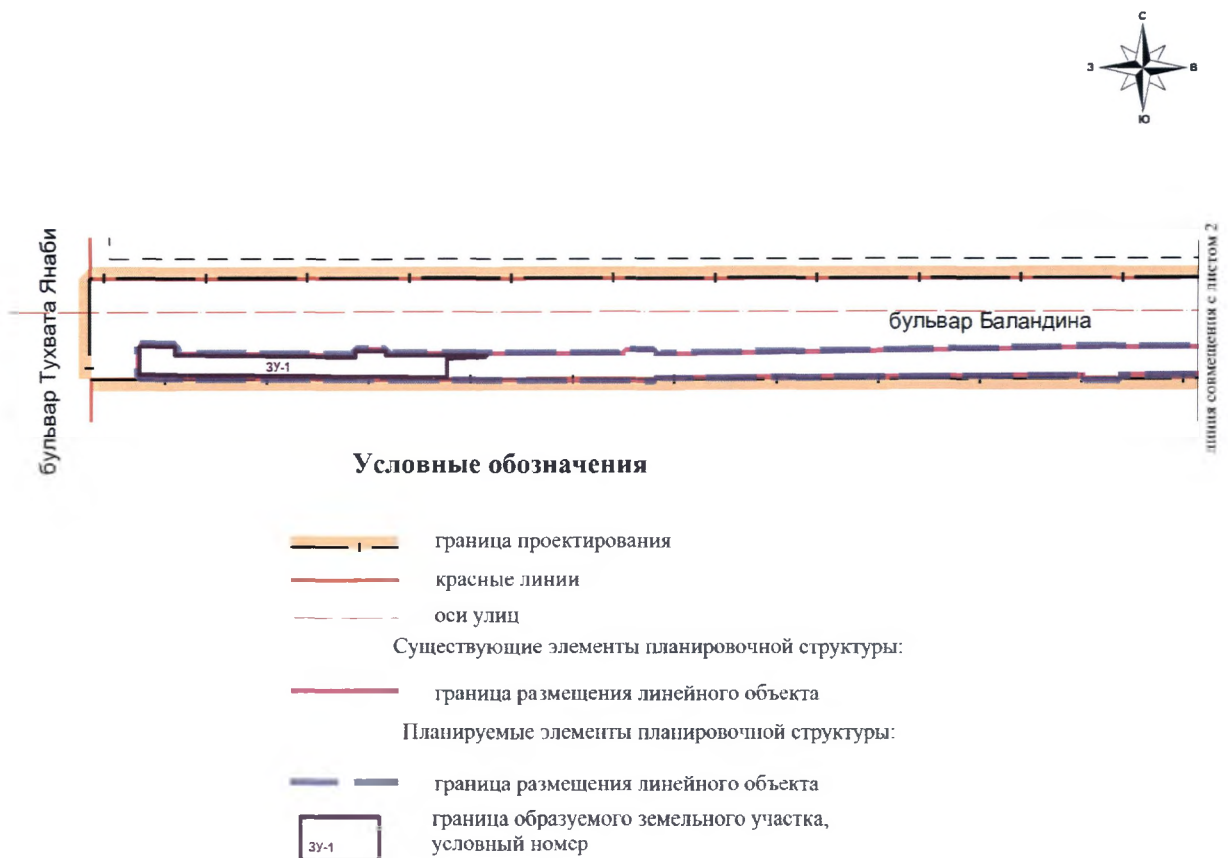 С
З
В
Ю
бульвар Тухвата Янаби
бульвар Баландина
ЗУ-1
линия совмещения с листом 2
Условные обозначения
граница проектирования
красные линии
оси улиц
Существующие элементы планировочной структуры:
граница размещения линейного объекта
Планируемые элементы планировочной структуры:
граница размещения линейного объекта
граница образуемого земельного участка,
условный номер
ЗУ-1